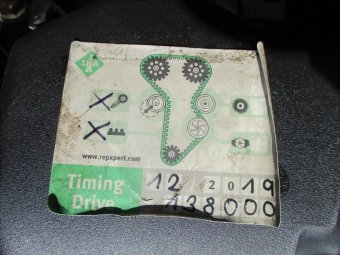 INA
www.repxpert.com
Timing 12 2019
Drive 138000